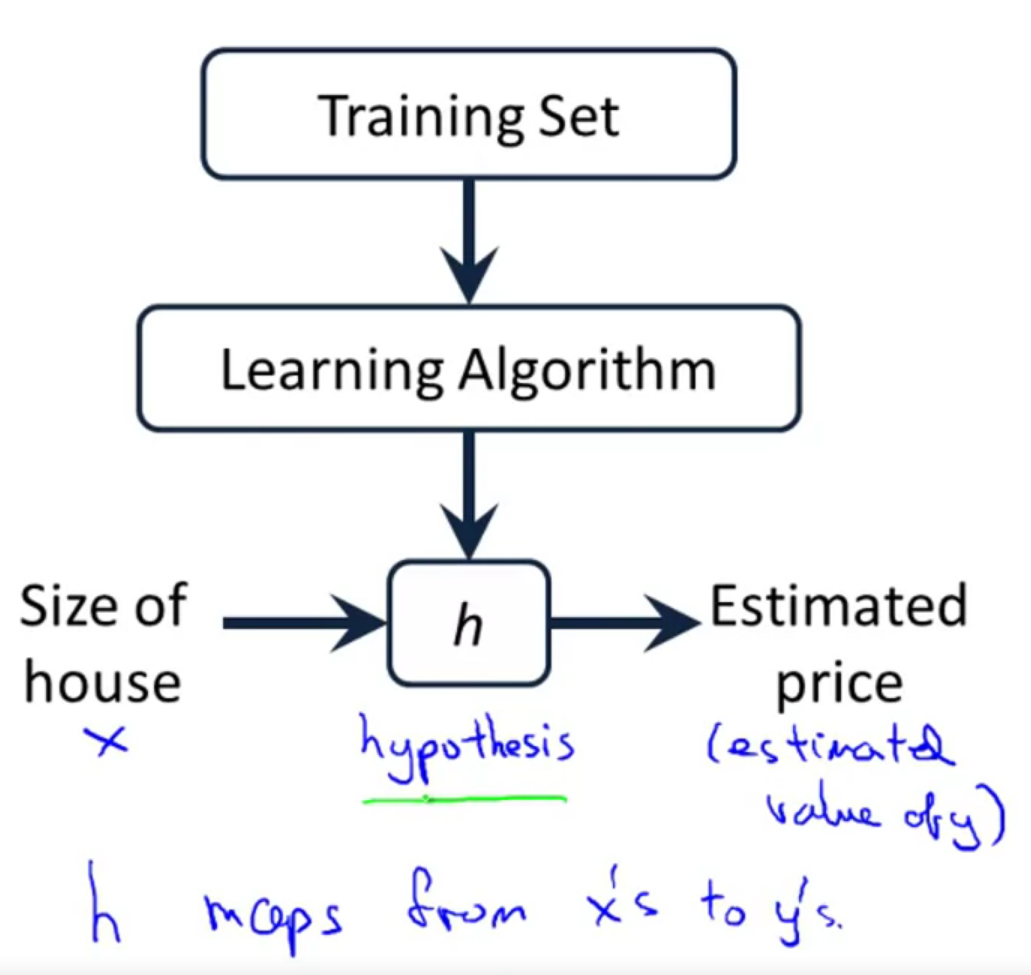 Training Set
Learning Algorithm
Size of
house
x
h
hypothesis
Estimated
price
(estimated
value of y)
h maps from x's to y's.